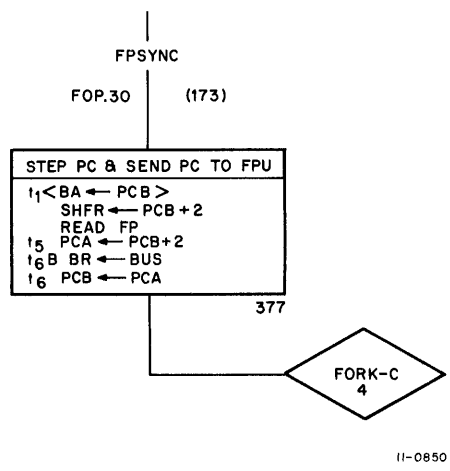 FPSYNC
FOP.30 (173)
STEP PC & SEND PC TO FPU
t1<BA ← PCB>
SHFR ← PCB+2
READ FP
t5 PCA ← PCB+2
t6B BR ← BUS
t6 PCB ← PCA
377
FORK-C
4
11-0850